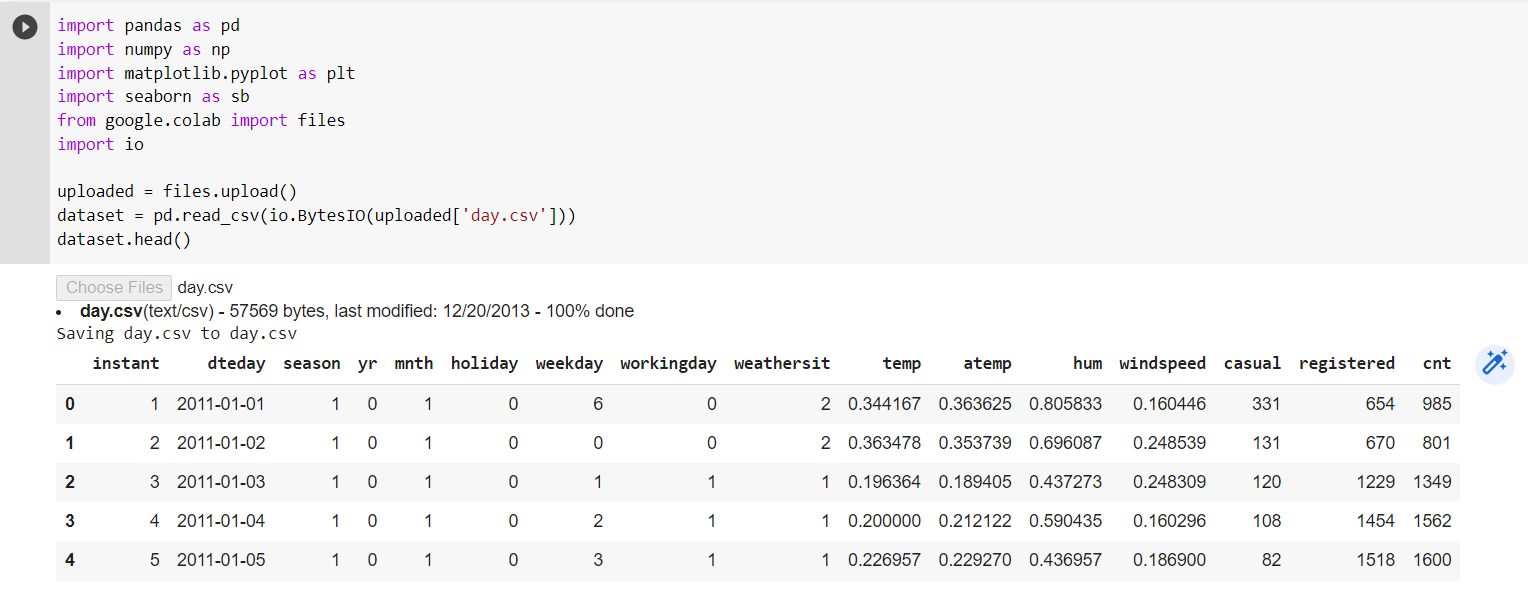 import pandas as pd
import numpy as np
import matplotlib.pyplot as plt
import seaborn as sb
from google.colab import files
import io
uploaded = files.upload()
dataset = pd.read_csv(io.BytesIO(uploaded['day.csv']))
dataset.head()
Choose Files day.csv
• day.csv(text/csv) - 57569 bytes, last modified: 12/20/2013 - 100% done
Saving day.csv to day.csv
instant dteday season yr mnth holiday weekday workingday weathersit temp atemp hum windspeed casual registered cnt
0 1 2011-01-01 1 0 1 0 6 0 2 0.344167 0.363625 0.805833 0.160446 331 654 985
1 2 2011-01-02 1 0 1 0 0 0 2 0.363478 0.353739 0.696087 0.248539 131 670 801
2 3 2011-01-03 1 0 1 0 1 1 1 0.196364 0.189405 0.437273 0.248309 120 1229 1349
3 4 2011-01-04 1 0 1 0 2 1 1 0.200000 0.212122 0.590435 0.160296 108 1454 1562
4 5 2011-01-05 1 0 1 0 3 1 1 0.226957 0.229270 0.436957 0.186900 82 1518 1600